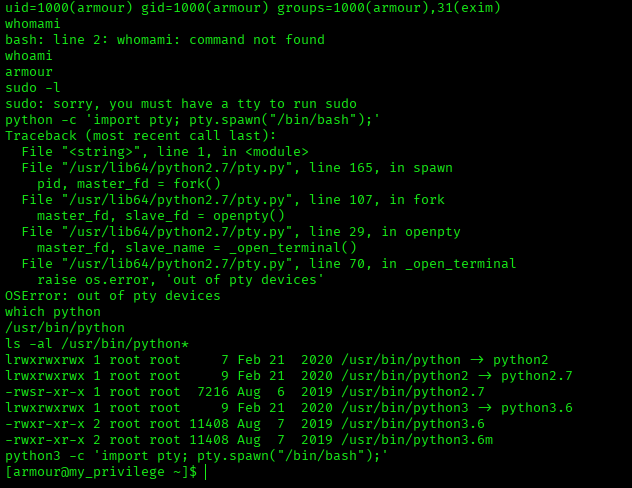 uid=1000(armour) gid=1000(armour) groups=1000(armour),31(exim)
whomami
bash: line 2: whomami: command not found
whoami
armour
sudo -l
sudo: sorry, you must have a tty to run sudo
python -c 'import pty; pty.spawn("/bin/bash");'
Traceback (most recent call last):
  File "<string>", line 1, in <module>
  File "/usr/lib64/python2.7/pty.py", line 165, in spawn
    pid, master_fd = fork()
  File "/usr/lib64/python2.7/pty.py", line 107, in fork
    master_fd, slave_fd = openpty()
  File "/usr/lib64/python2.7/pty.py", line 29, in openpty
    master_fd, slave_name = _open_terminal()
  File "/usr/lib64/python2.7/pty.py", line 70, in _open_terminal
    raise os.error, 'out of pty devices'
OSError: out of pty devices
which python
/usr/bin/python
ls -al /usr/bin/python*
lrwxrwxrwx 1 root root     7 Feb 21  2020 /usr/bin/python -> python2
lrwxrwxrwx 1 root root     9 Feb 21  2020 /usr/bin/python2 -> python2.7
-rwsr-xr-x 1 root root  7216 Aug  6  2019 /usr/bin/python2.7
lrwxrwxrwx 1 root root     9 Feb 21  2020 /usr/bin/python3 -> python3.6
-rwxr-xr-x 2 root root 11408 Aug  7  2019 /usr/bin/python3.6
-rwxr-xr-x 2 root root 11408 Aug  7  2019 /usr/bin/python3.6m
python3 -c 'import pty; pty.spawn("/bin/bash");'
[armour@my_privilege ~]$